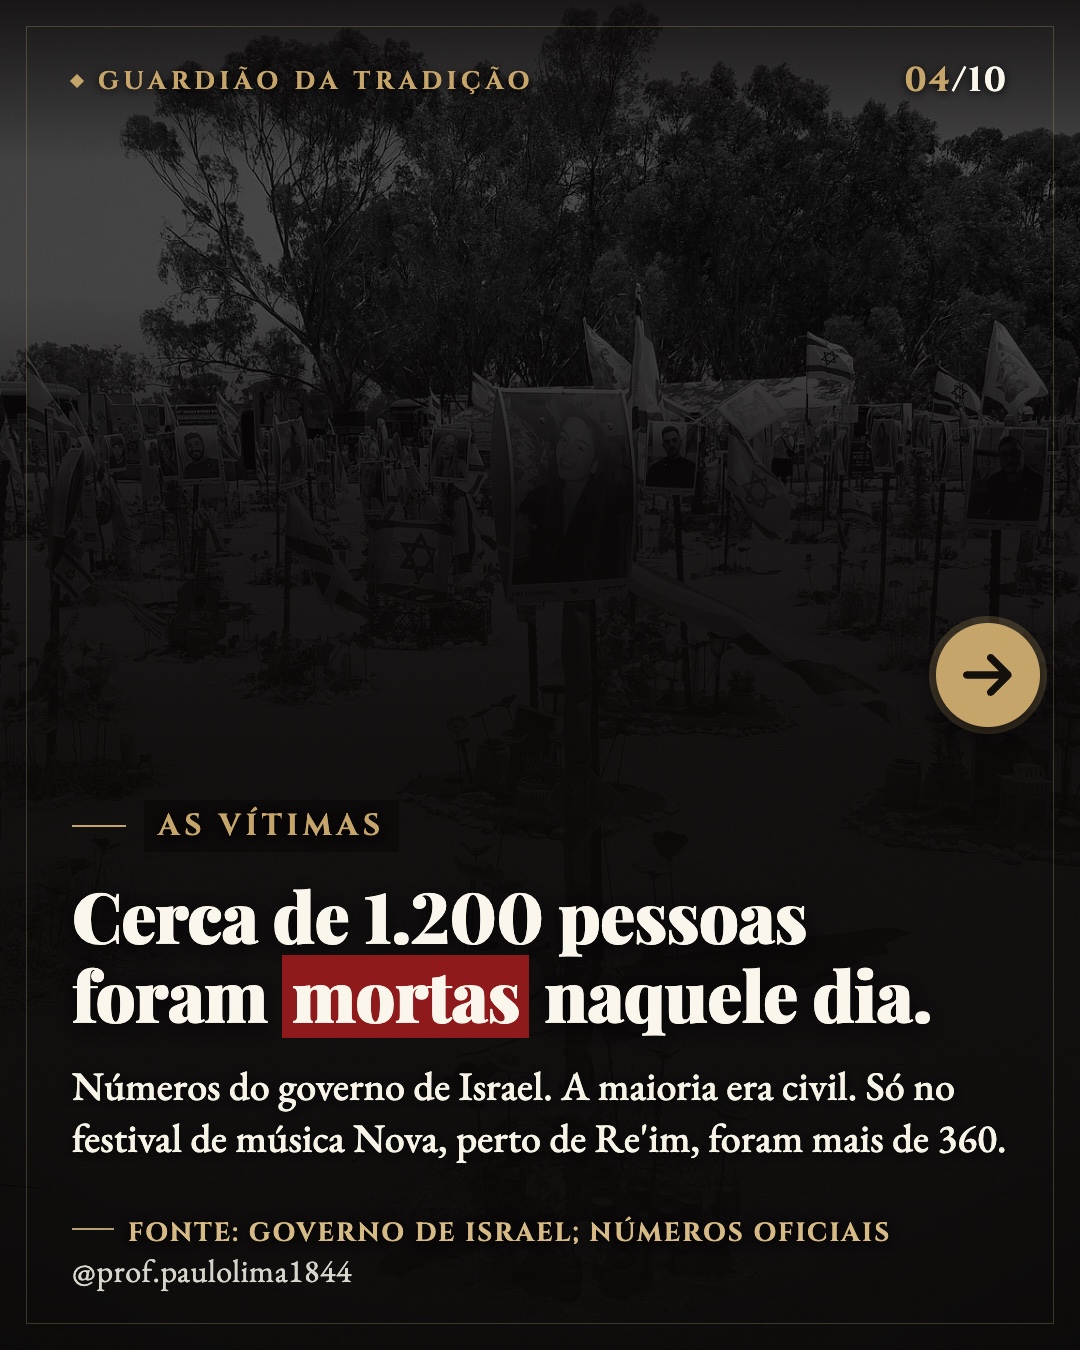 GUARDIÃO DA TRADIÇÃO
04/10
AS VÍTIMAS
Cerca de 1.200 pessoas
foram mortas naquele dia.
Números do governo de Israel. A maioria era civil. Só no
festival de música Nova, perto de Re'im, foram mais de 360.
FONTE: GOVERNO DE ISRAEL; NÚMEROS OFICIAIS
@prof.paulolima1844